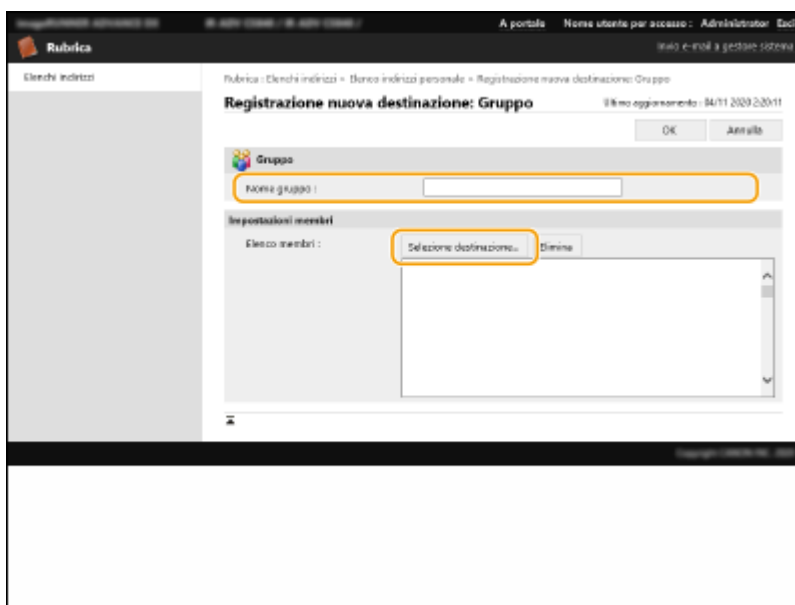 A portale Nome utente per accesso : Administrator
Rubrica
Invio e-mail a gestore sistema
Elenchi indirizzi
Rubrica : Elenchi indirizzi > Elenco indirizzi personale > Registrazione nuova destinazione: Gruppo
Registrazione nuova destinazione: Gruppo
Ultimo aggiornamento : 04/11 2020 2:20:11
OK Annulla
Gruppo
Nome gruppo :
Impostazioni membri
Elenco membri :
Selezione destinazione... Elimina